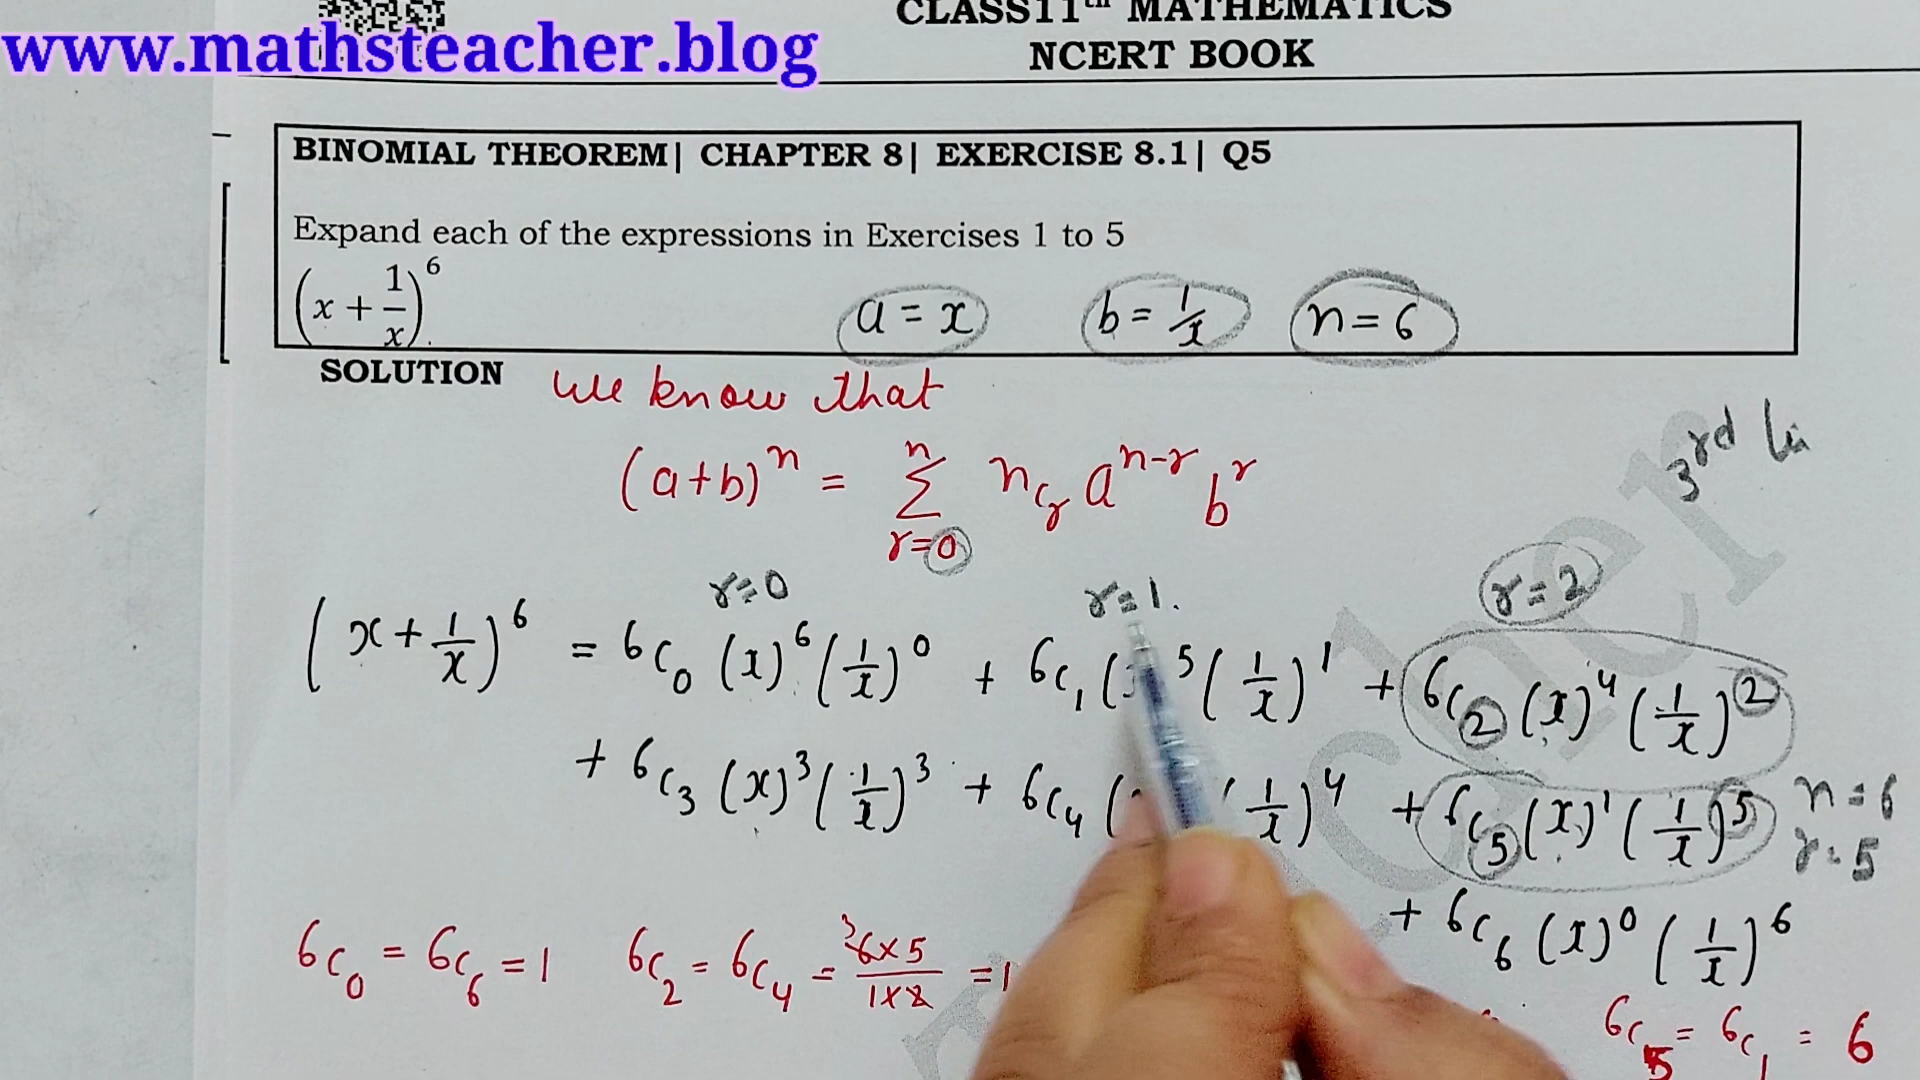 CLASS11th MATHEMATICS
www.mathsteacher.blog
NCERT BOOK
BINOMIAL THEOREM| CHAPTER 8| EXERCISE 8.1| Q5
Expand each of the expressions in Exercises 1 to 5
(x + 1/x)^6   a = x   b = 1/x   n = 6
SOLUTION we know that
3rd
(a+b)^n = Σ_{r=0}^{n} nCr a^{n-r} b^r
r=0   r=1.   r=2
(x + 1/x)^6 = 6C0 (x)^6 (1/x)^0 + 6C1 ( ^5 (1/x)^1 + 6C2 (x)^4 (1/x)^2
+ 6C3 (x)^3 (1/x)^3 + 6C4 ( (1/x)^4 + 6C5 (x)^1 (1/x)^5   n=6
r=5
+ 6C6 (x)^0 (1/x)^6
6C0 = 6C6 = 1   6C2 = 6C4 = 3 6×5 / 1×2 = 1
6C5 = 6C1 = 6